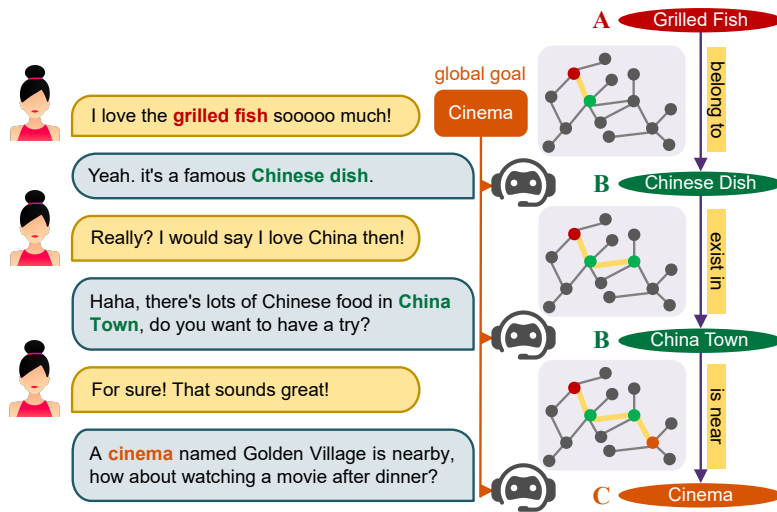 A Grilled Fish
global goal
Cinema
belong to
I love the grilled fish sooooo much!
Yeah. it's a famous Chinese dish.
B Chinese Dish
Really? I would say I love China then!
exist in
Haha, there's lots of Chinese food in China
Town, do you want to have a try?
B China Town
For sure! That sounds great!
is near
A cinema named Golden Village is nearby,
how about watching a movie after dinner?
C Cinema